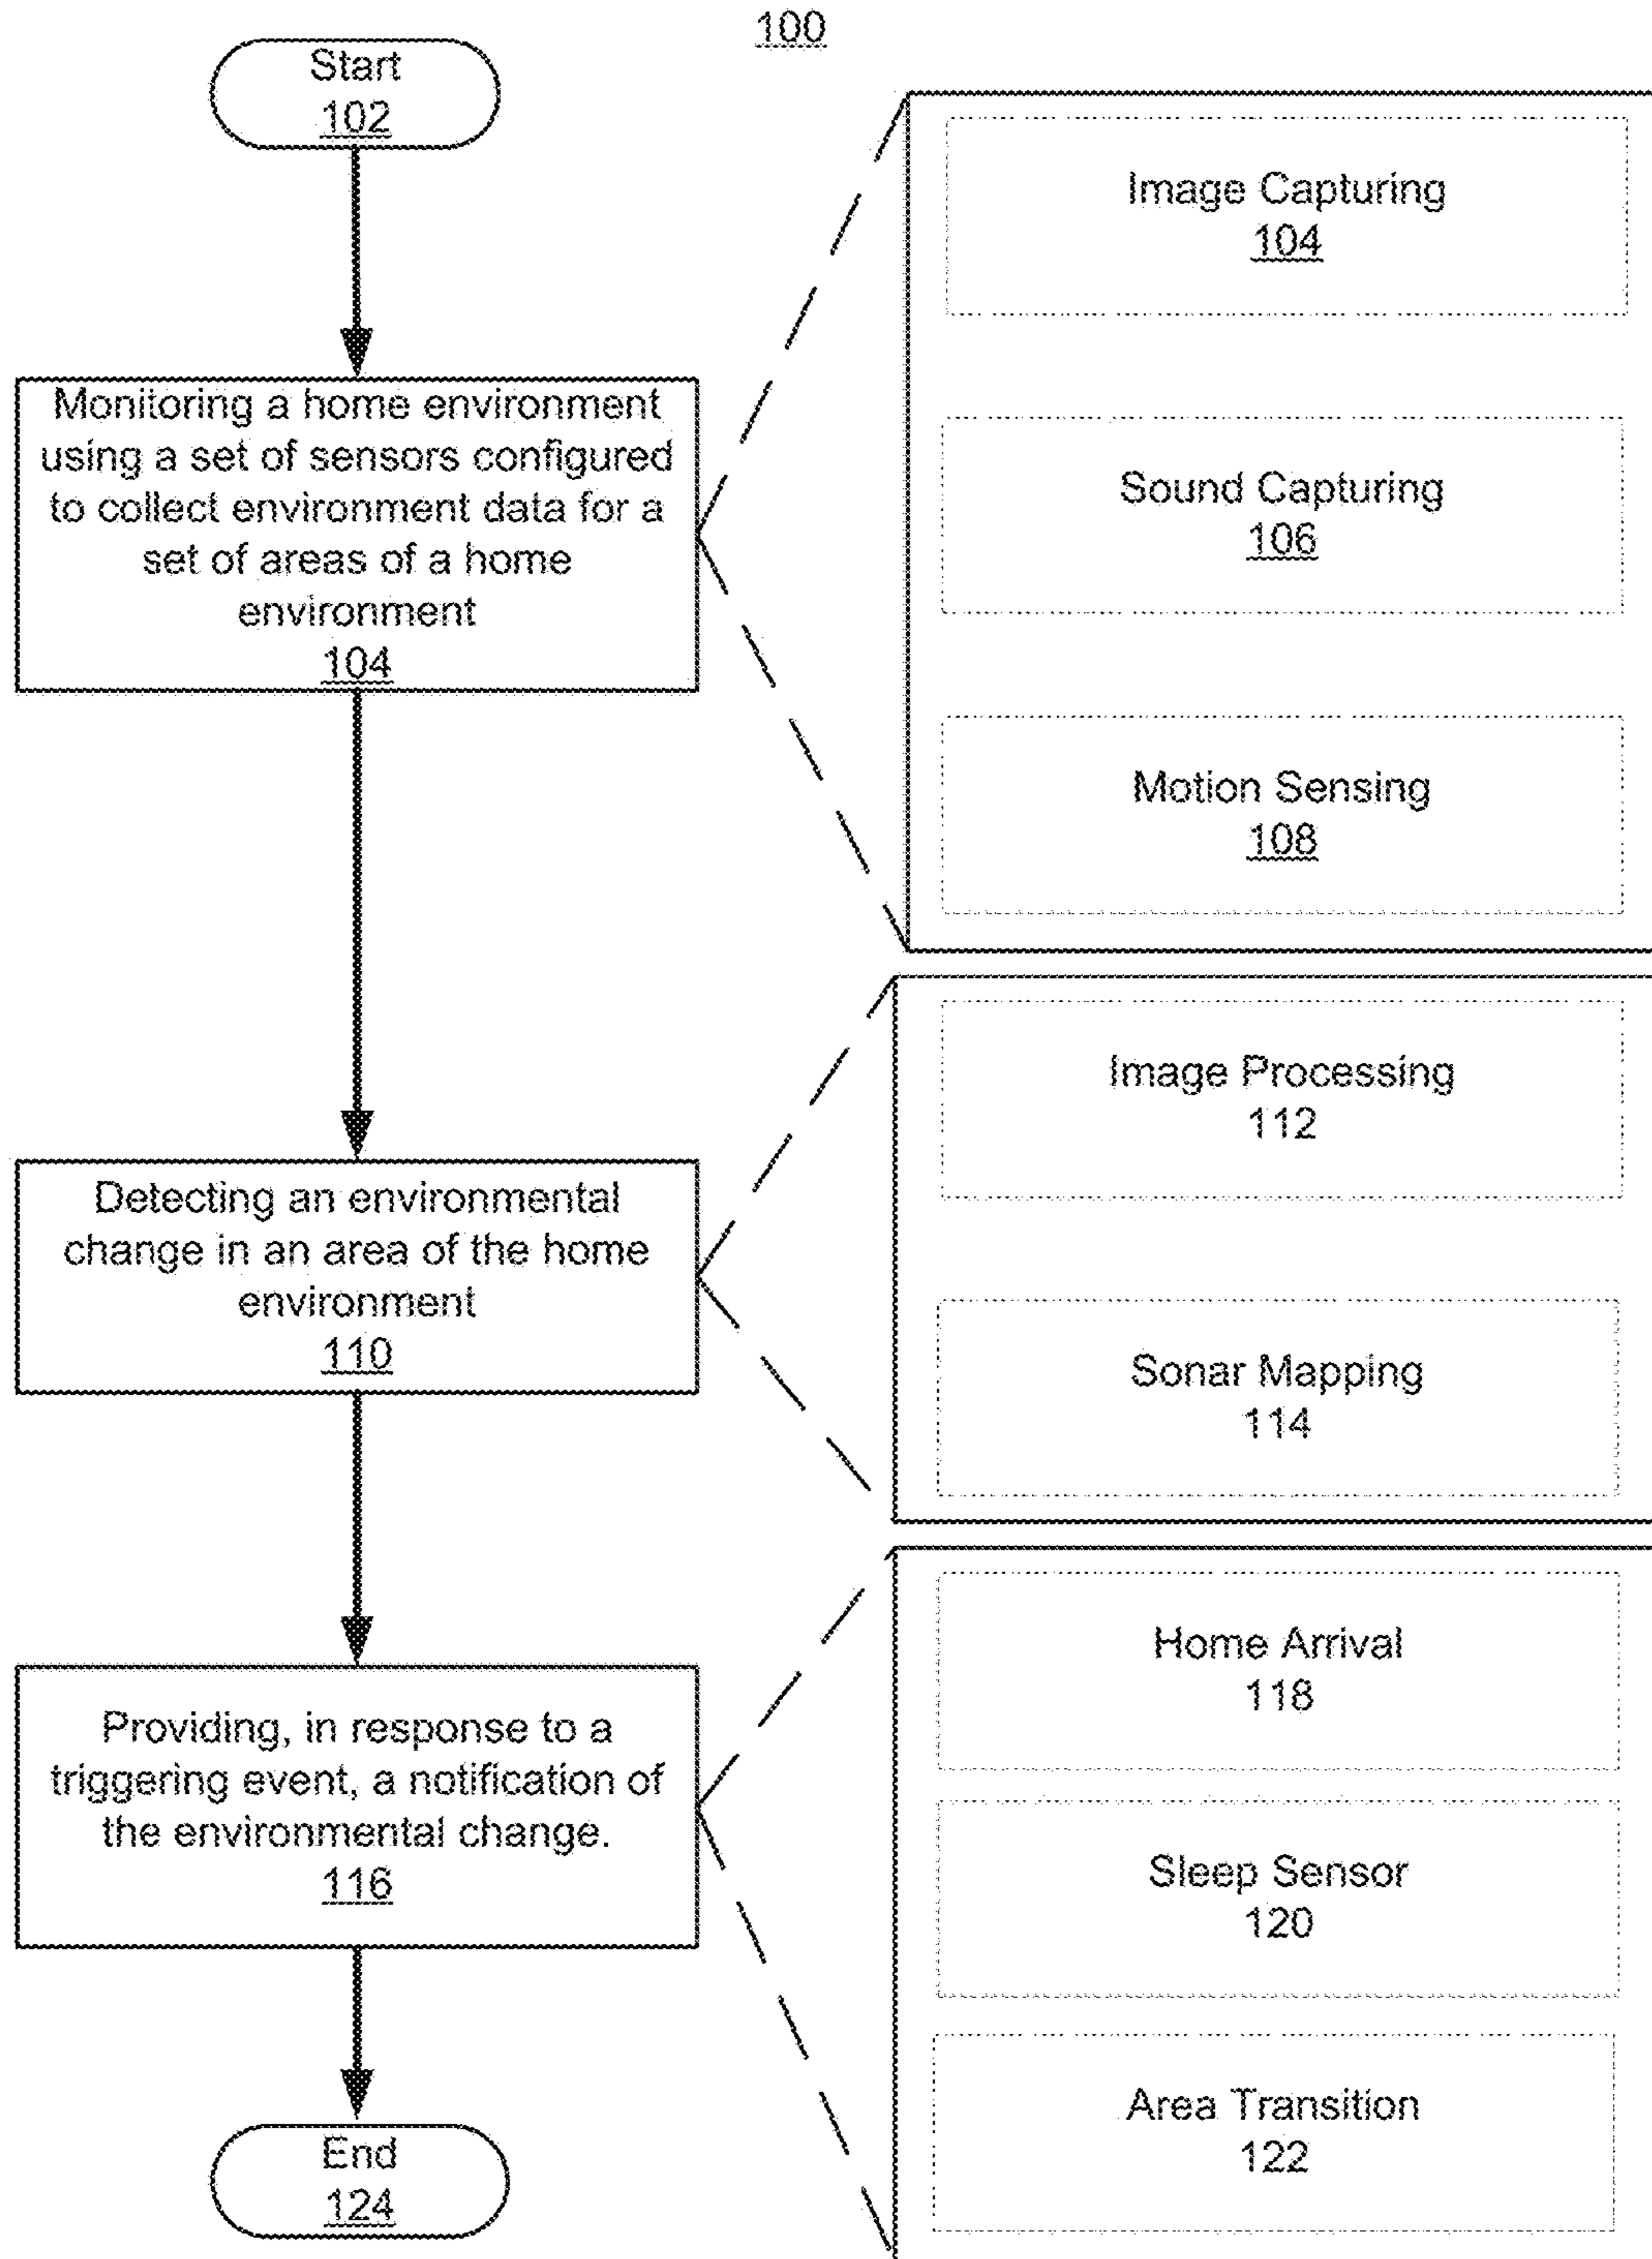 100
Start
102
Monitoring a home environment
using a set of sensors configured
to collect environment data for a
set of areas of a home
environment
104
Image Capturing
104
Sound Capturing
106
Motion Sensing
108
Detecting an environmental
change in an area of the home
environment
110
Image Processing
112
Sonar Mapping
114
Providing, in response to a
triggering event, a notification of
the environmental change.
116
Home Arrival
118
Sleep Sensor
120
Area Transition
122
End
124